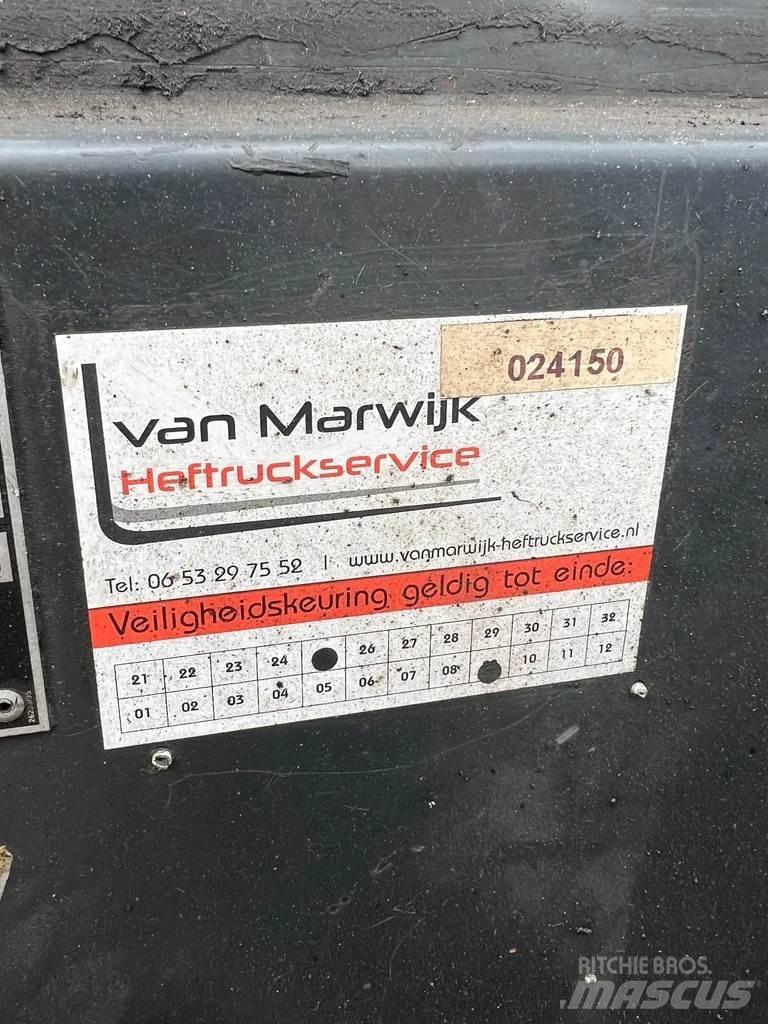 024150
van Marwijk
Heftruckservice
Tel: 06 53 29 75 52 | www.vanmarwijk-heftruckservice.nl
Veiligheidskeuring geldig tot einde:
21 22 23 24 26 27 28 29 30 31 32
01 02 03 04 05 06 07 08 10 11 12
RITCHIE BROS.
MASCUS